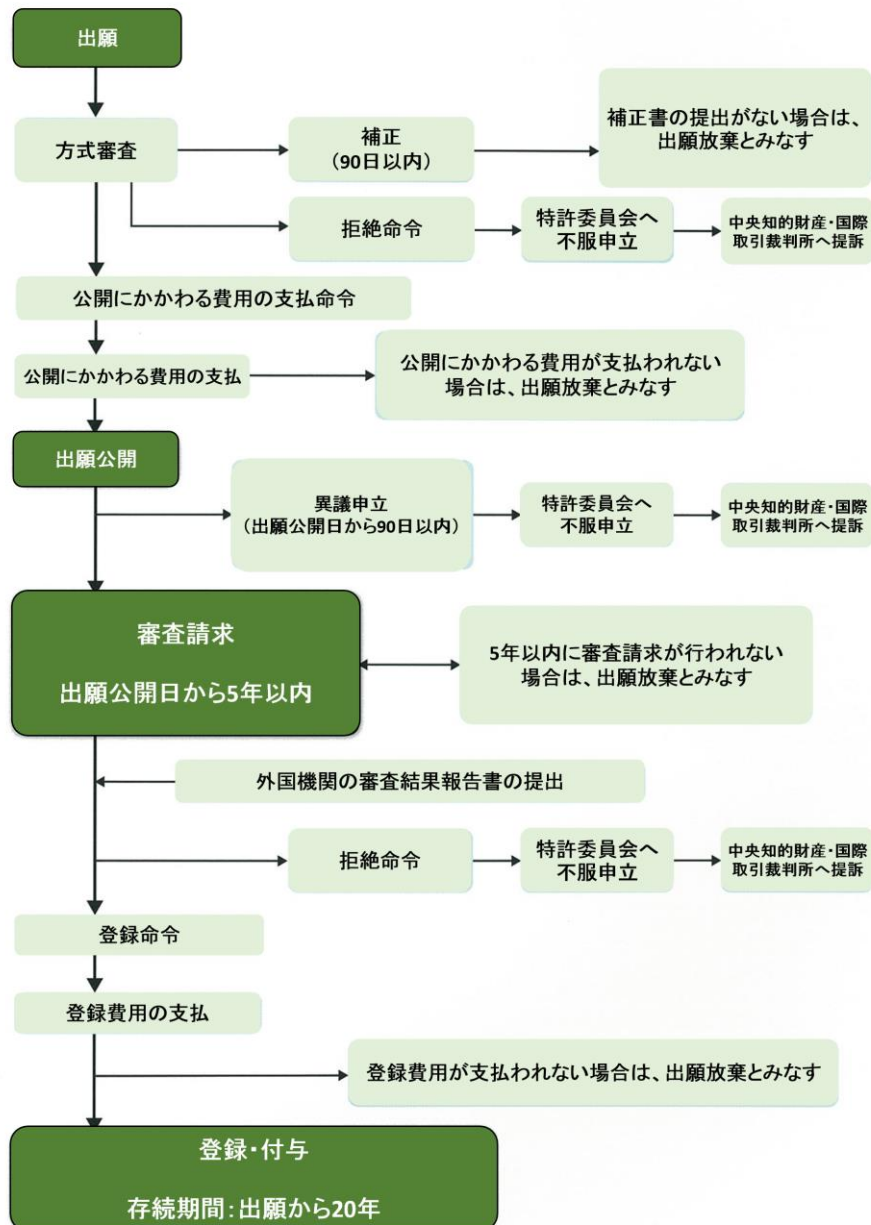 出願
方式審査
補正
(90日以内)
補正書の提出がない場合は、
出願放棄とみなす
拒絶命令
特許委員会へ
不服申立
中央知的財産・国際
取引裁判所へ提訴
公開にかかわる費用の支払命令
公開にかかわる費用の支払
公開にかかわる費用が支払われない
場合は、出願放棄とみなす
出願公開
異議申立
(出願公開日から90日以内)
特許委員会へ
不服申立
中央知的財産・国際
取引裁判所へ提訴
審査請求
出願公開日から5年以内
5年以内に審査請求が行われない
場合は、出願放棄とみなす
外国機関の審査結果報告書の提出
拒絶命令
特許委員会へ
不服申立
中央知的財産・国際
取引裁判所へ提訴
登録命令
登録費用の支払
登録費用が支払われない場合は、出願放棄とみなす
登録・付与
存続期間：出願から20年